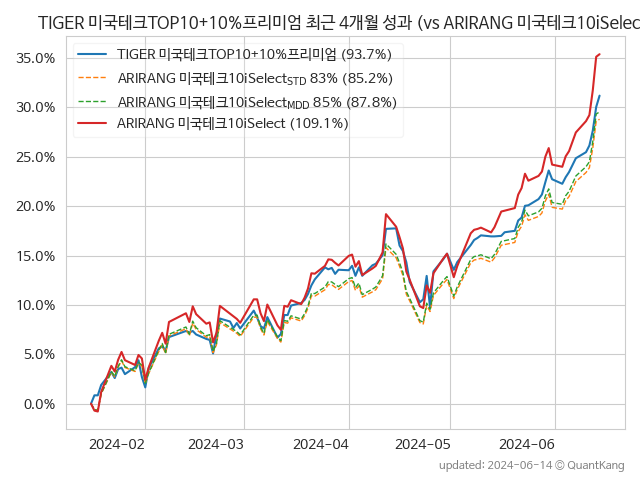 TIGER 미국테크TOP10+10%프리미엄 최근 4개월 성과 (vs ARIRANG 미국테크10iSelec
35.0%
30.0%
25.0%
20.0%
15.0%
10.0%
5.0%
0.0%
TIGER 미국테크TOP10+10%프리미엄 (93.7%)
ARIRANG 미국테크10iSelectSTD 83% (85.2%)
ARIRANG 미국테크10iSelectMDD 85% (87.8%)
ARIRANG 미국테크10iSelect (109.1%)
2024-02 2024-03 2024-04 2024-05 2024-06
updated: 2024-06-14 © QuantKang